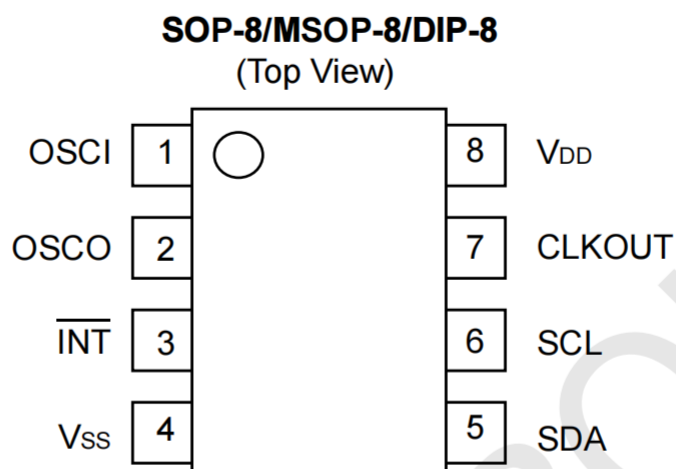 SOP-8/MSOP-8/DIP-8
(Top View)
OSCI 1 8 VDD
OSCO 2 7 CLKOUT
INT 3 6 SCL
VSS 4 5 SDA